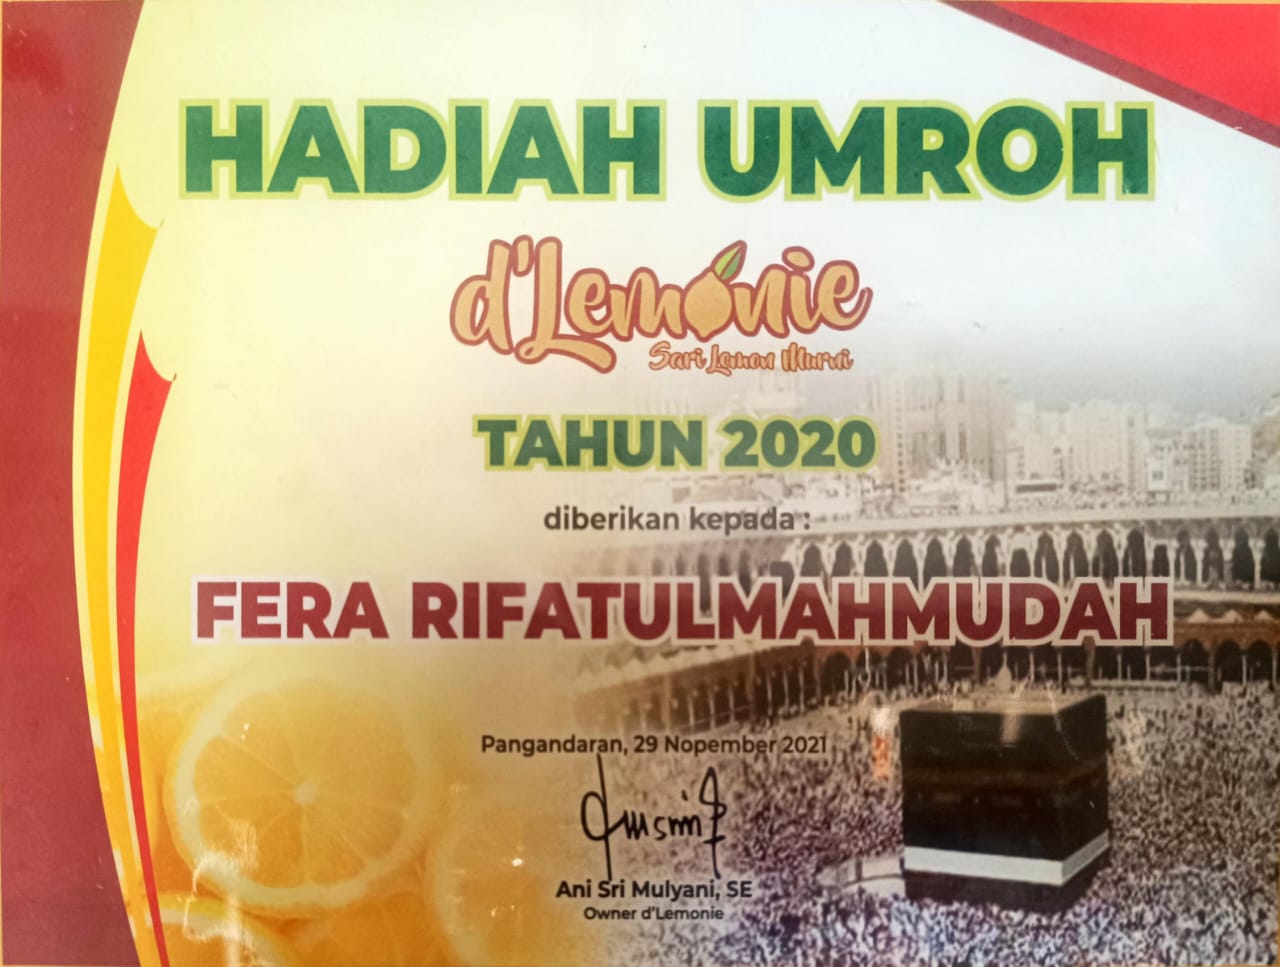 HADIAH UMROH
d'Lemonie
Sari Lemon Murni
TAHUN 2020
diberikan kepada :
FERA RIFATULMAHMUDAH
Pangandaran, 29 Nopember 2021
Ani Sri Mulyani, SE
Owner d'Lemonie